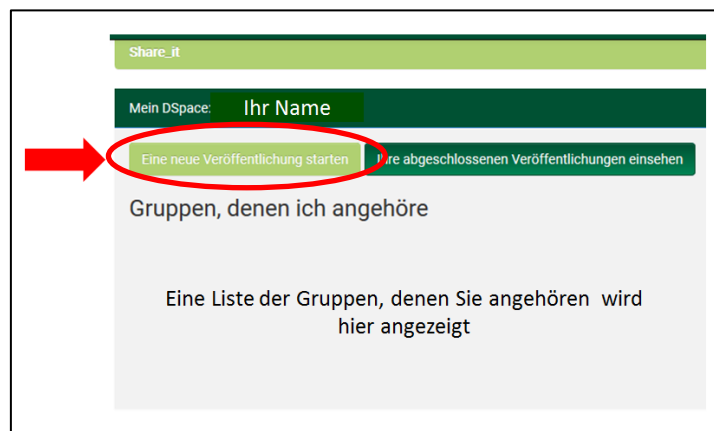 Share_it
Mein DSpace: Ihr Name
Eine neue Veröffentlichung starten Ihre abgeschlossenen Veröffentlichungen einsehen
Gruppen, denen ich angehöre
Eine Liste der Gruppen, denen Sie angehören wird
hier angezeigt